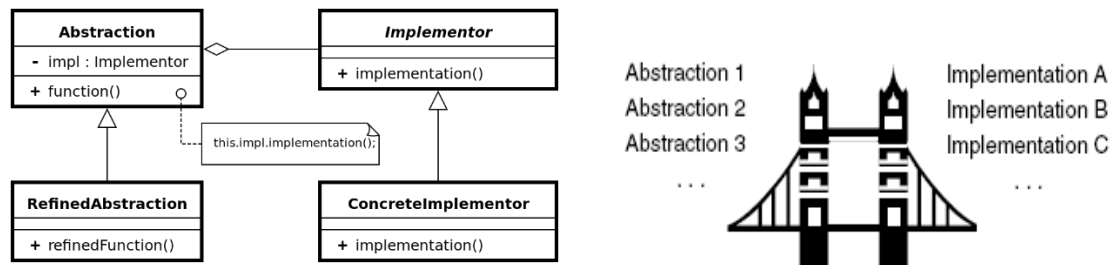 Abstraction
- impl : Implementor
+ function()
Implementor
+ implementation()
this.impl.implementation();
RefinedAbstraction
+ refinedFunction()
ConcreteImplementor
+ implementation()
Abstraction 1
Abstraction 2
Abstraction 3
. . .
Implementation A
Implementation B
Implementation C
. . .